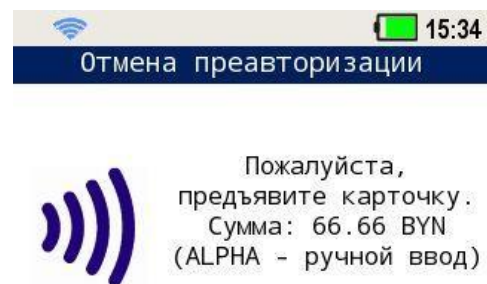 15:34
Отмена преавторизации
Пожалуйста,
предъявите карточку.
Сумма: 66.66 BYN
(ALPHA - ручной ввод)